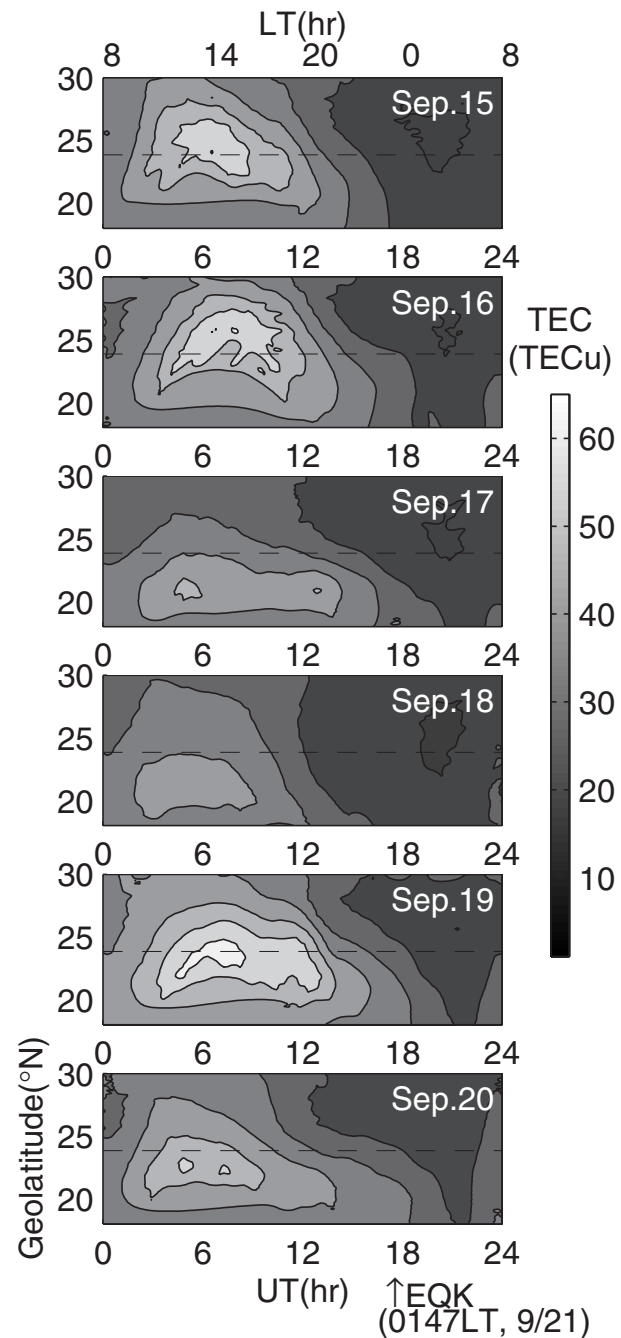 LT(hr)
8 14 20 0 8
30 Sep.15
25
20
0 6 12 18 24
30 Sep.16
25
20
0 6 12 18 24
TEC
(TECu)
60
50
40
30
20
10
30 Sep.17
25
20
0 6 12 18 24
30 Sep.18
25
20
0 6 12 18 24
30 Sep.19
25
20
0 6 12 18 24
30 Sep.20
25
20
0 6 12 18 24
Geolatitude(°N)
UT(hr) ↑EQK
(0147LT, 9/21)